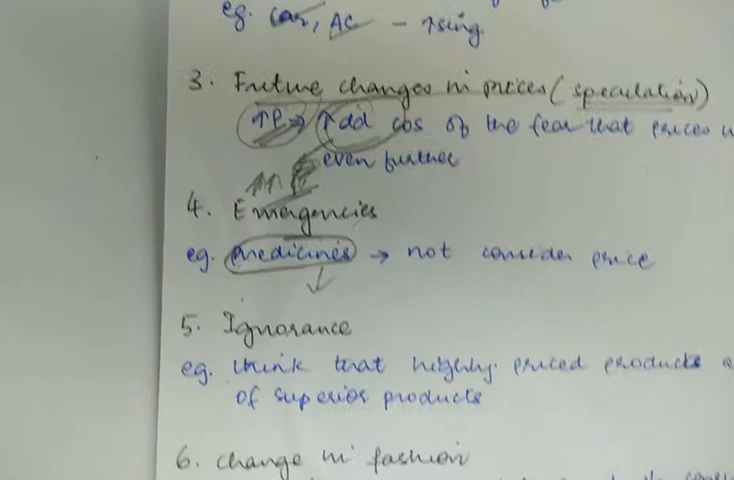 eg. car, AC - rsing.
3. Future changes in prices (speculation)
↑P ⇒ ↑dd cos of the fear that prices
even further
↑↑
4. Emergencies
eg. medicines → not consider price
↓
5. Ignorance
eg. think that highly priced products
of superior products
6. change in fashion